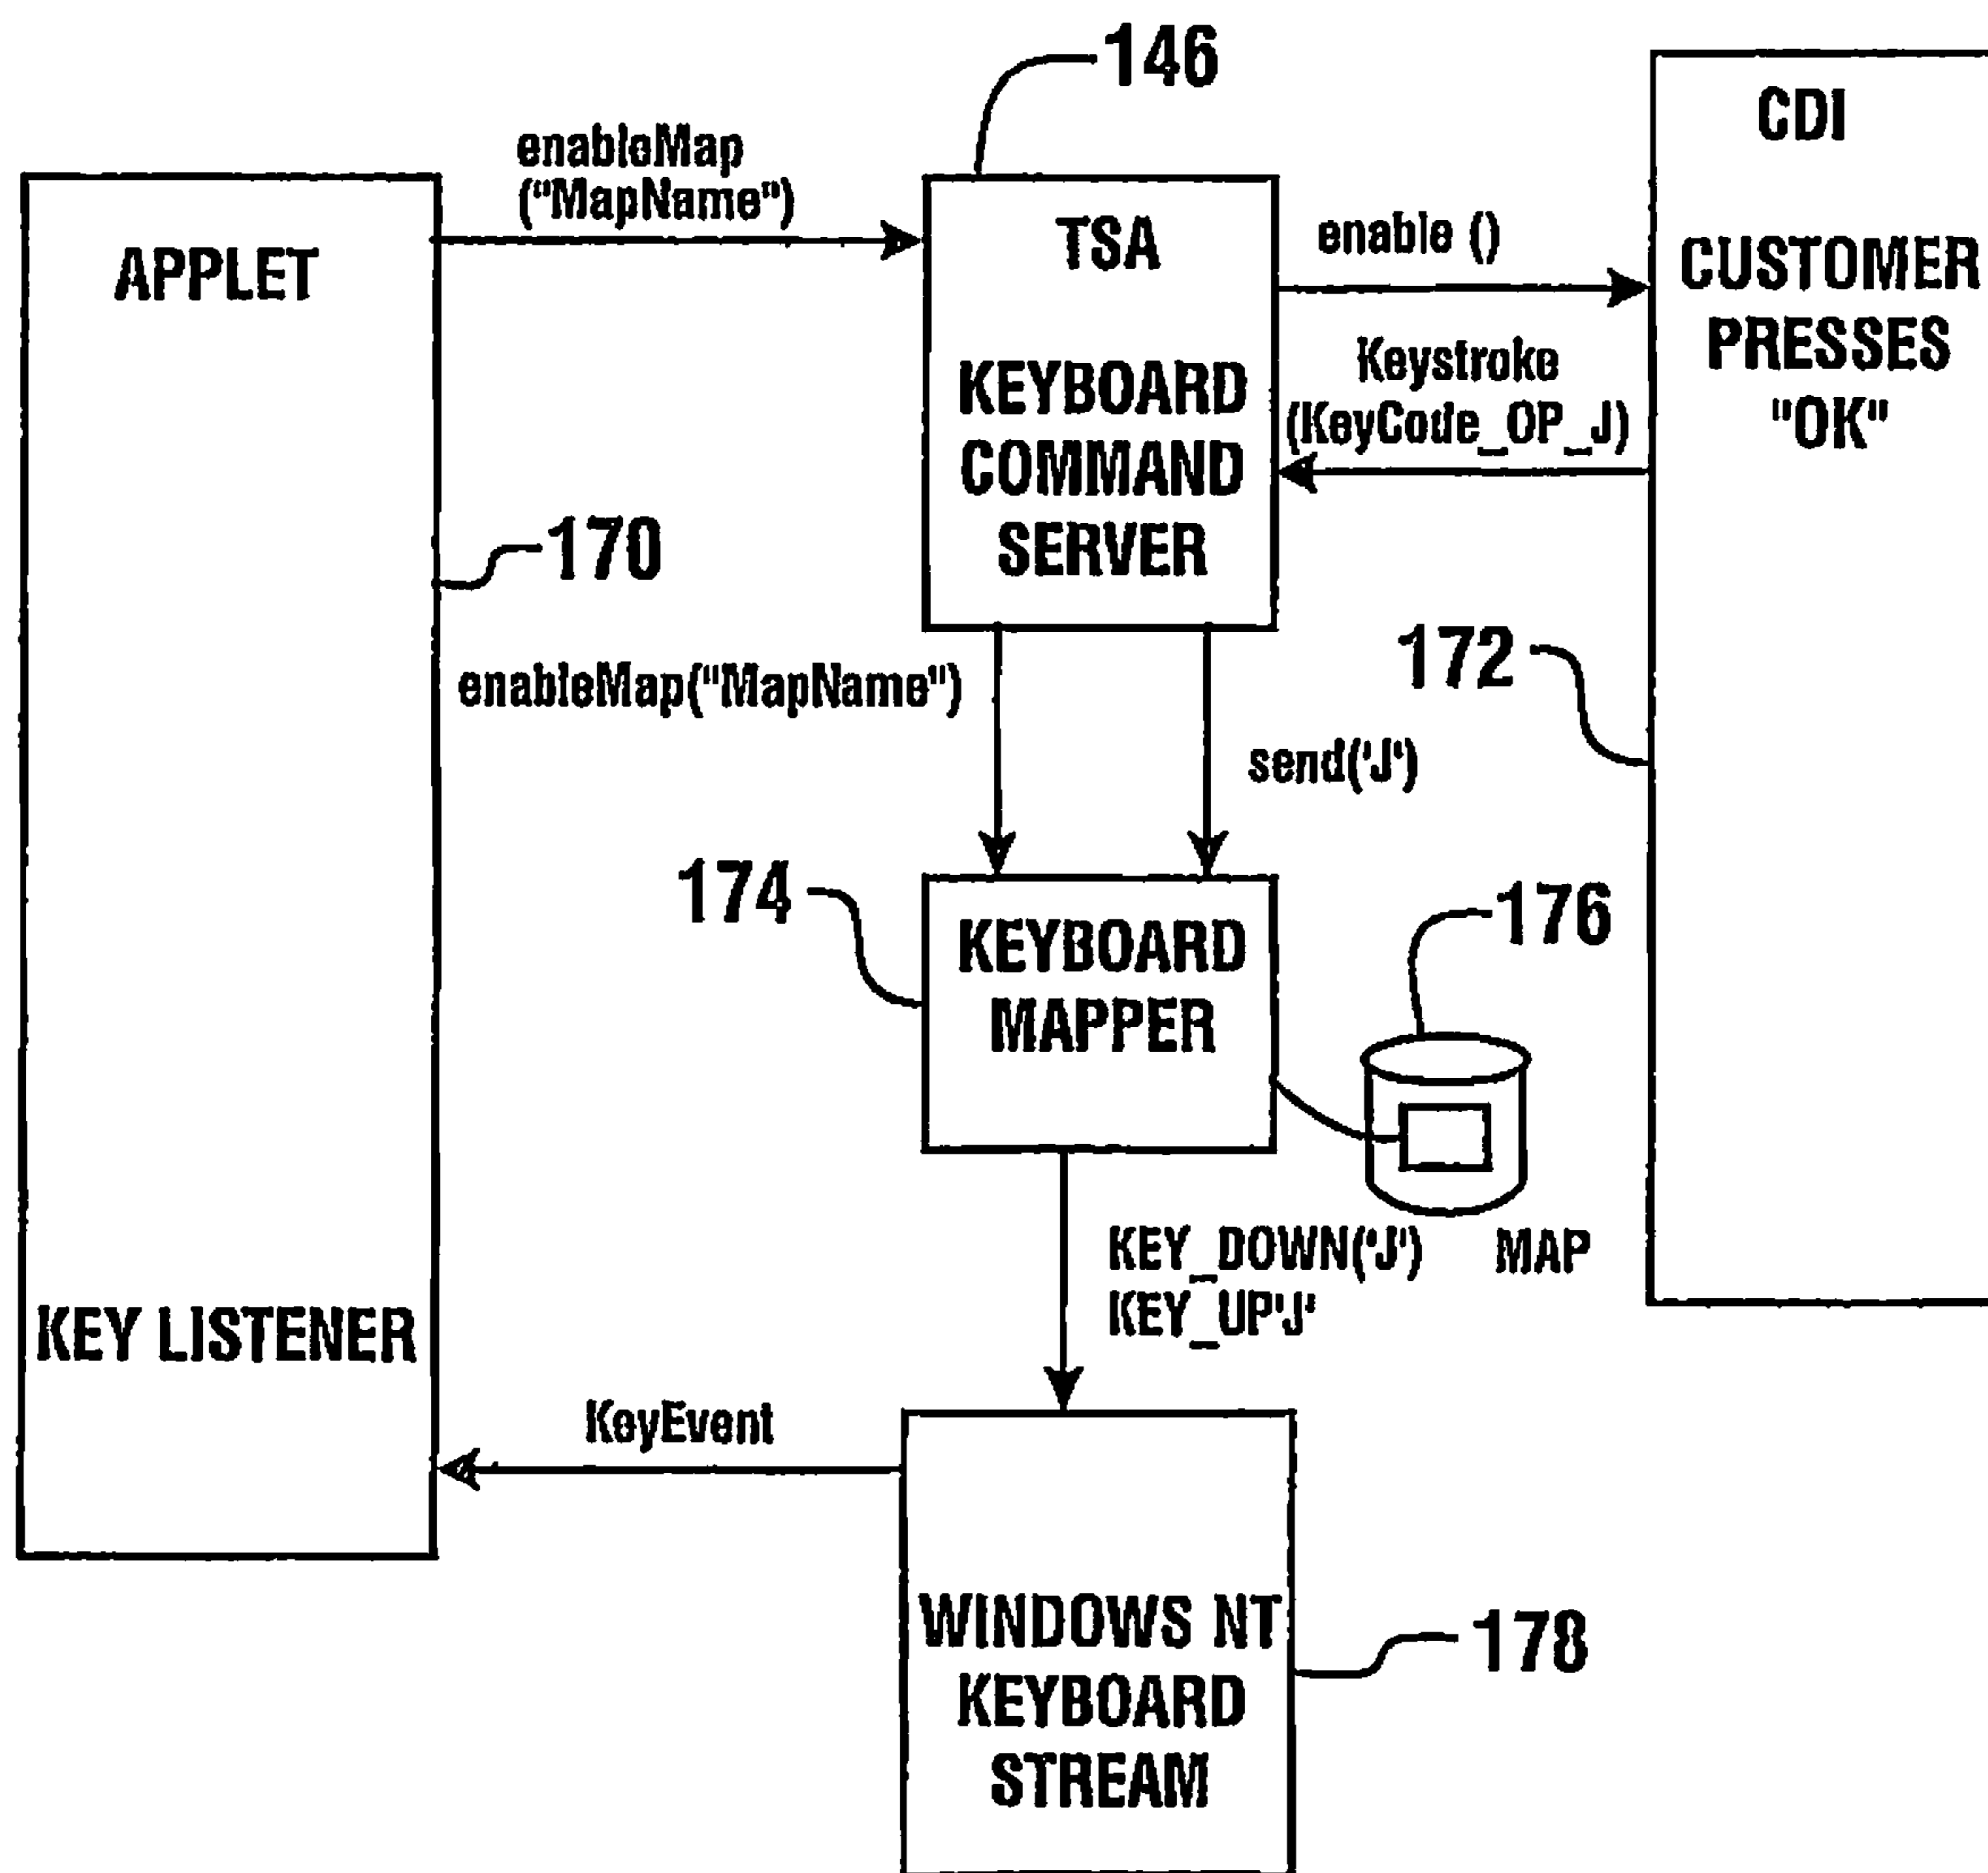 146
CDI
enableMap
("MapName")
APPLET
TSA
enable ()
CUSTOMER
PRESSES
"OK"
KEYBOARD
COMMAND
SERVER
Keystroke
(KeyCode_OP_J)
170
enableMap("MapName")
172
send('J')
174
KEYBOARD
MAPPER
176
KEY_DOWN('J')
KEY_UP'J'
MAP
KEY LISTENER
KeyEvent
WINDOWS NT
KEYBOARD
STREAM
178